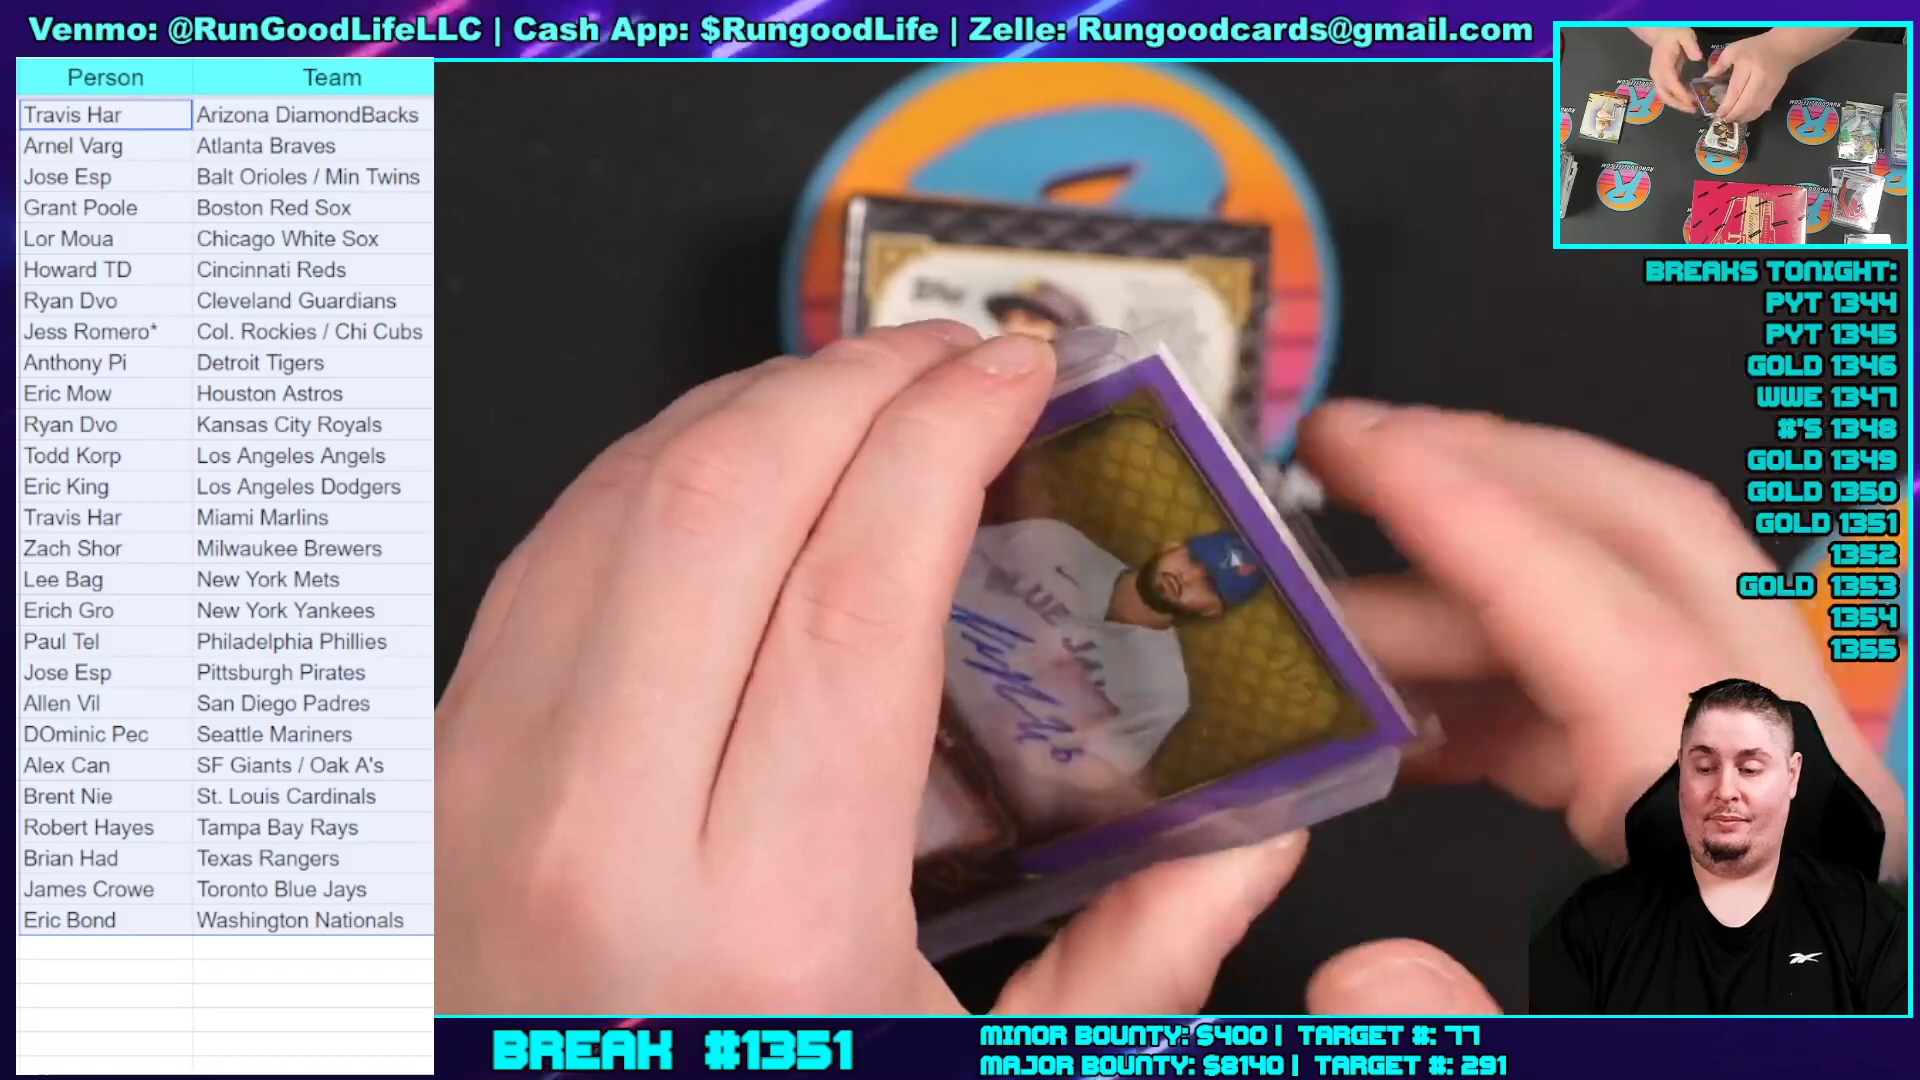 Venmo: @RunGoodLifeLLC | Cash App: $RungoodLife | Zelle: Rungoodcards@gmail.com
Person Team
Travis Har Arizona DiamondBacks
Arnel Varg Atlanta Braves
Jose Esp Balt Orioles / Min Twins
Grant Poole Boston Red Sox
Lor Moua Chicago White Sox
Howard TD Cincinnati Reds
Ryan Dvo Cleveland Guardians
Jess Romero* Col. Rockies / Chi Cubs
Anthony Pi Detroit Tigers
Eric Mow Houston Astros
Ryan Dvo Kansas City Royals
Todd Korp Los Angeles Angels
Eric King Los Angeles Dodgers
Travis Har Miami Marlins
Zach Shor Milwaukee Brewers
Lee Bag New York Mets
Erich Gro New York Yankees
Paul Tel Philadelphia Phillies
Jose Esp Pittsburgh Pirates
Allen Vil San Diego Padres
DOminic Pec Seattle Mariners
Alex Can SF Giants / Oak A's
Brent Nie St. Louis Cardinals
Robert Hayes Tampa Bay Rays
Brian Had Texas Rangers
James Crowe Toronto Blue Jays
Eric Bond Washington Nationals
BLUE
BREAKS TONIGHT:
PYT 1344
PYT 1345
GOLD 1346
WWE 1347
#'S 1348
GOLD 1349
GOLD 1350
GOLD 1351
1352
GOLD 1353
1354
1355
BREAK #1351
MINOR BOUNTY: $400 | TARGET #: 77
MAJOR BOUNTY: $8140 | TARGET #: 291